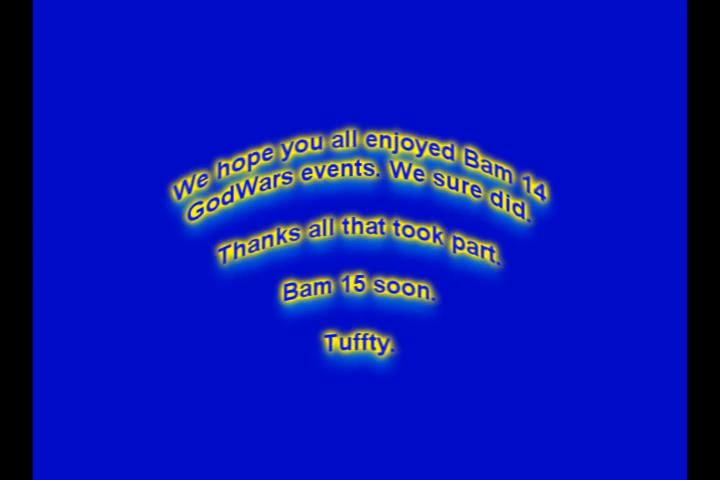 We hope you all enjoyed Bam 14
GodWars events. We sure did.
Thanks all that took part.
Bam 15 soon.
Tuffty.